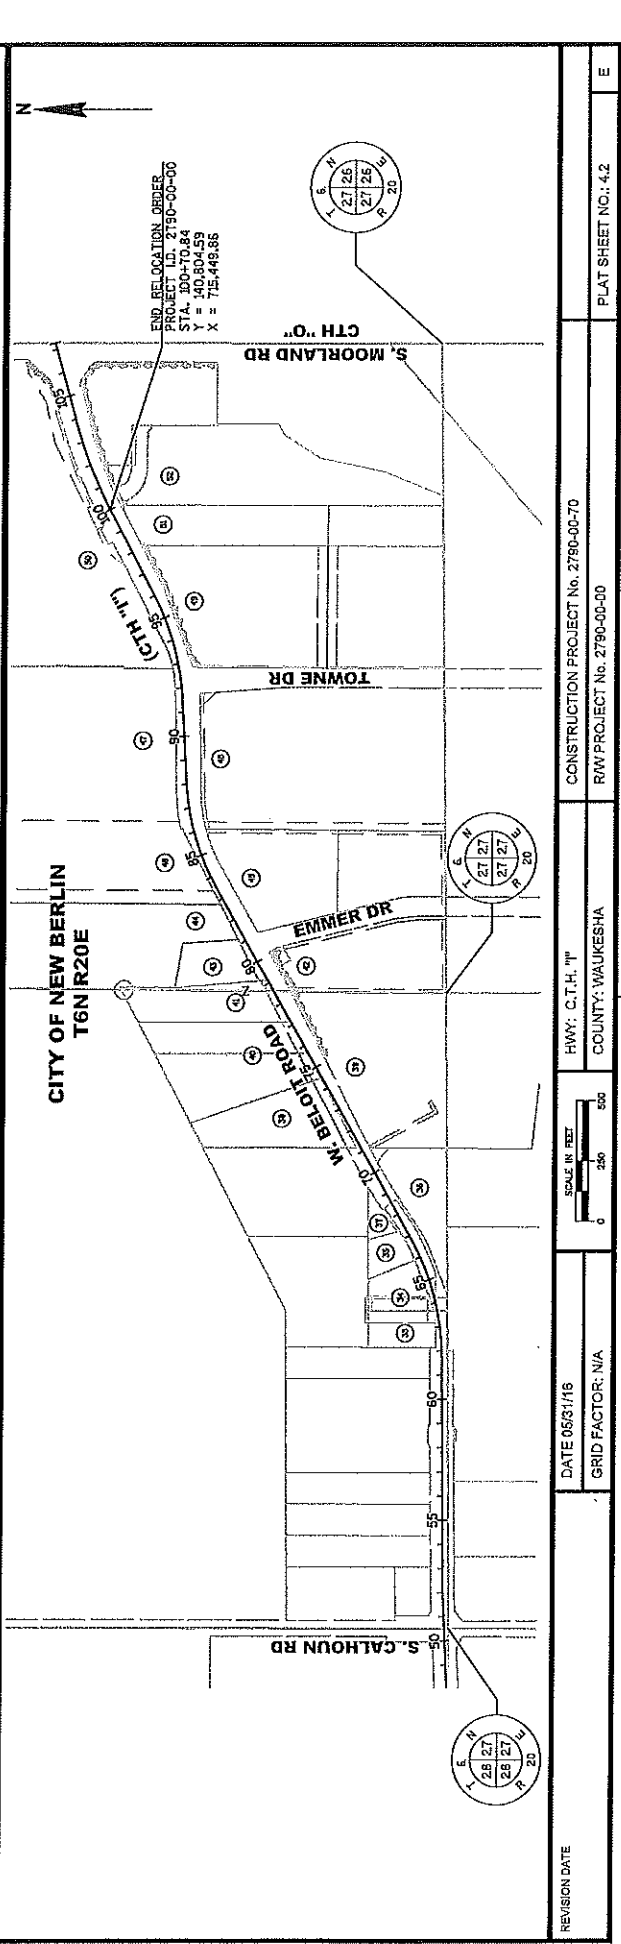 N
END RELOCATION ORDER
PROJECT I.D. 2790-00-00
STA. 100+70.84
Y = 140,804.59
X = 715,449.86
CITY OF NEW BERLIN
T6N R20E
W. BELOIT ROAD
(CTH "I")
S. CALHOUN RD
EMMER DR
TOWNE DR
S. MOORLAND RD
CTH "O"
50
55
60
65
70
75
80
85
90
95
100
105
33
34
35
37
36
38
39
40
41
42
43
44
45
46
47
49
50
51
52
T 6 N
28 27
28 27
R 20 E
T 6 N
27 27
27 27
R 20 E
T 6 N
27 26
27 26
R 20 E
REVISION DATE
DATE 05/31/16
GRID FACTOR: N/A
SCALE IN FEET
0 250 500
HWY: C.T.H. "I"
COUNTY: WAUKESHA
CONSTRUCTION PROJECT No. 2790-00-70
R/W PROJECT No. 2790-00-00
PLAT SHEET NO.: 4.2
E